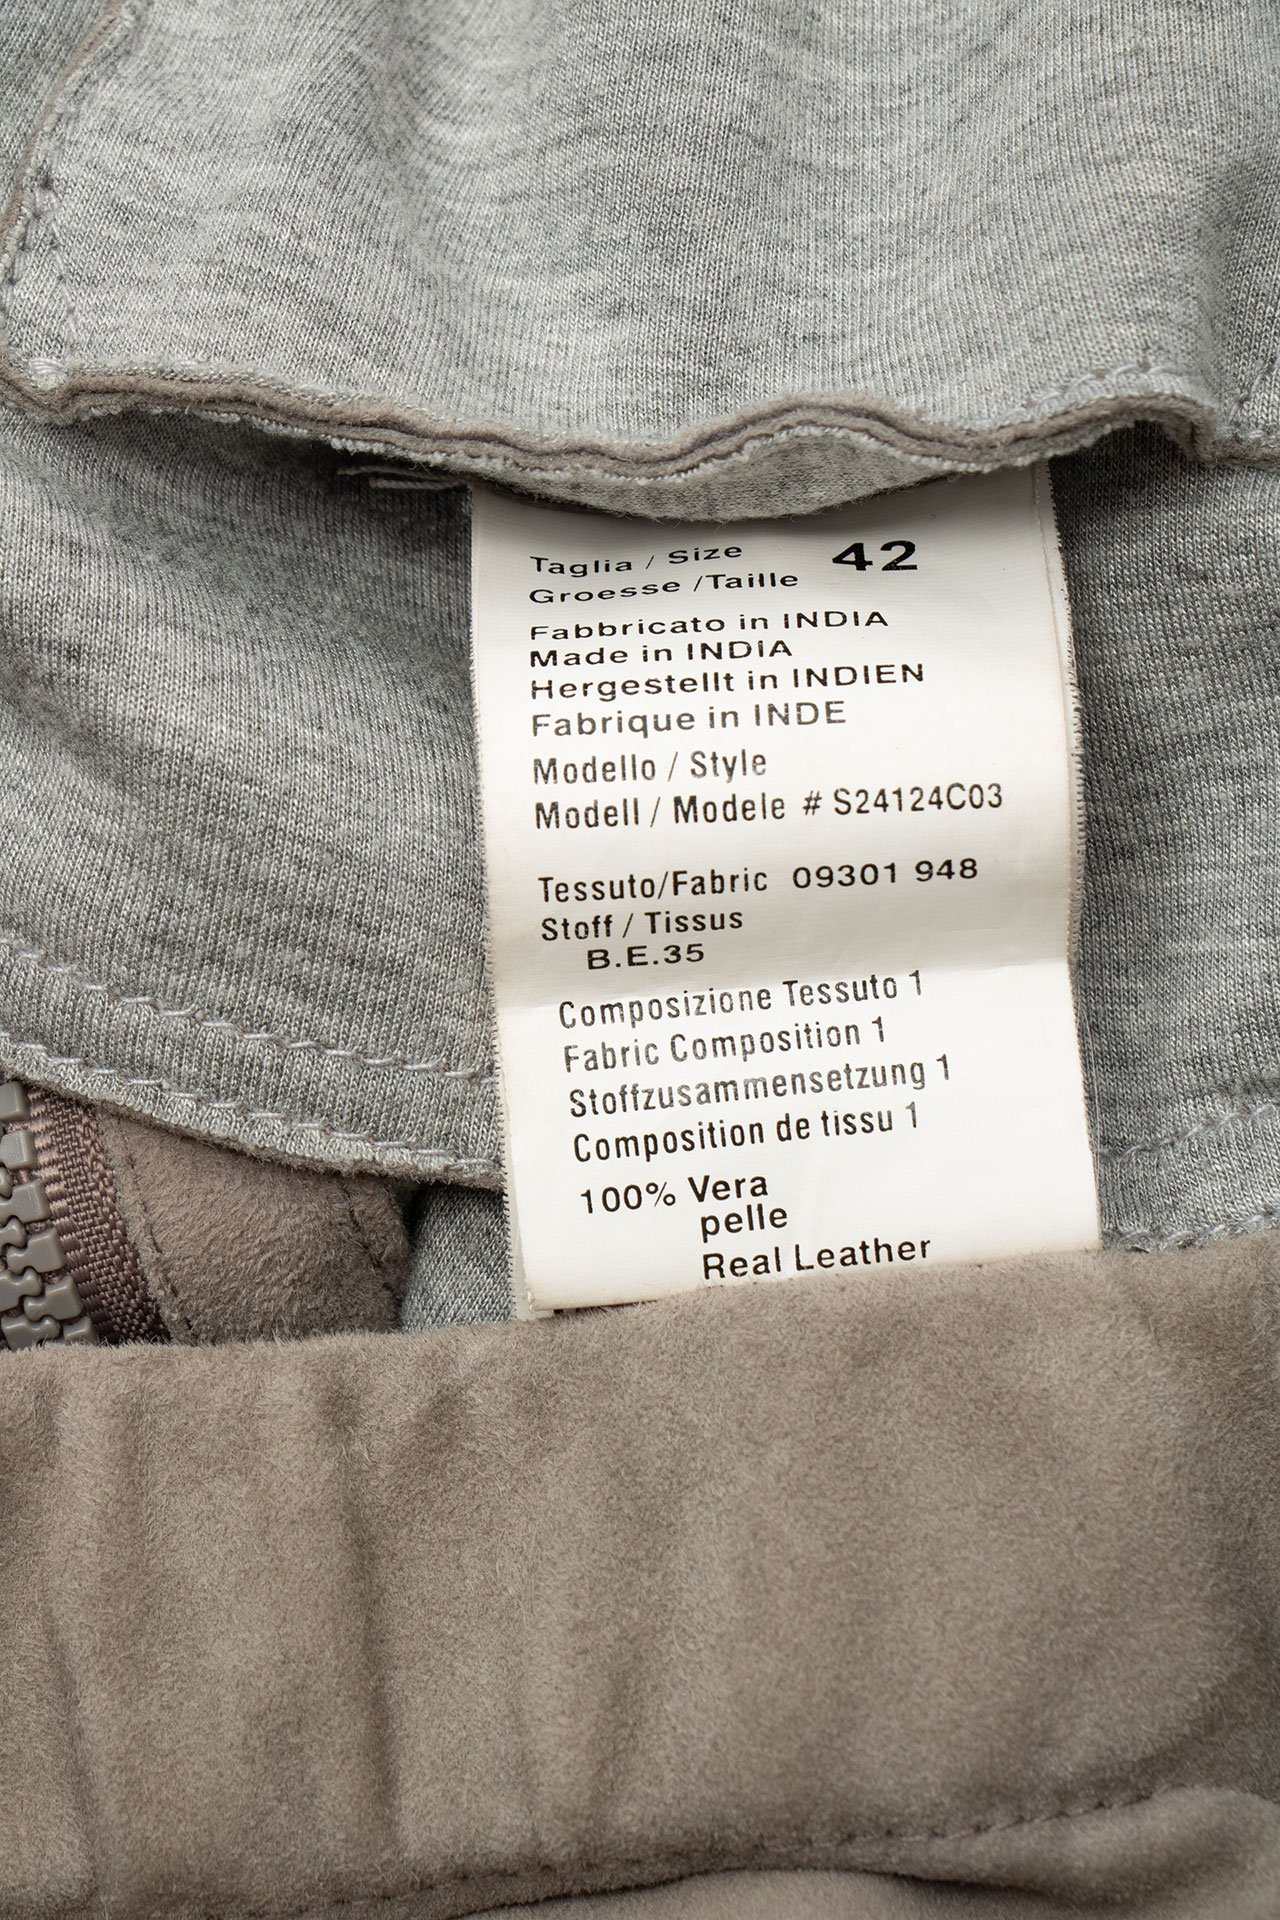 Taglia / Size 42
Groesse /Taille
Fabbricato in INDIA
Made in INDIA
Hergestellt in INDIEN
Fabrique in INDE
Modello / Style
Modell / Modele # S24124C03
Tessuto/Fabric 09301 948
Stoff / Tissus
B.E.35
Composizione Tessuto 1
Fabric Composition 1
Stoffzusammensetzung 1
Composition de tissu 1
100% Vera
pelle
Real Leather